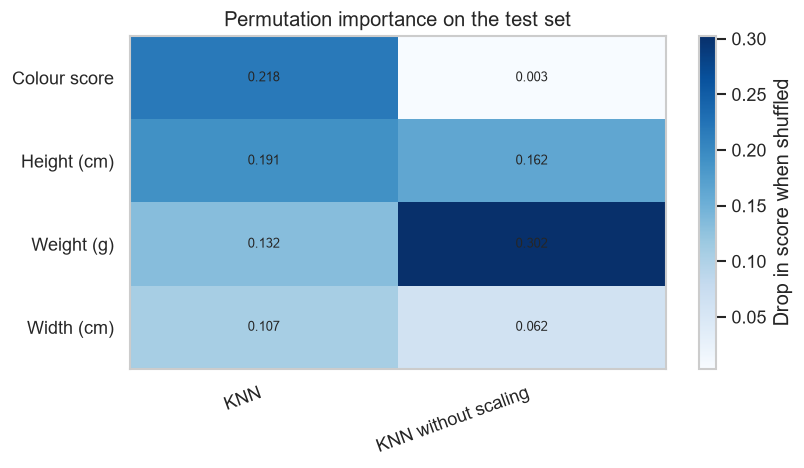 Permutation importance on the test set
Colour score
0.218
0.003
Height (cm)
0.191
0.162
Weight (g)
0.132
0.302
Width (cm)
0.107
0.062
KNN
KNN without scaling
0.30
0.25
0.20
0.15
0.10
0.05
Drop in score when shuffled